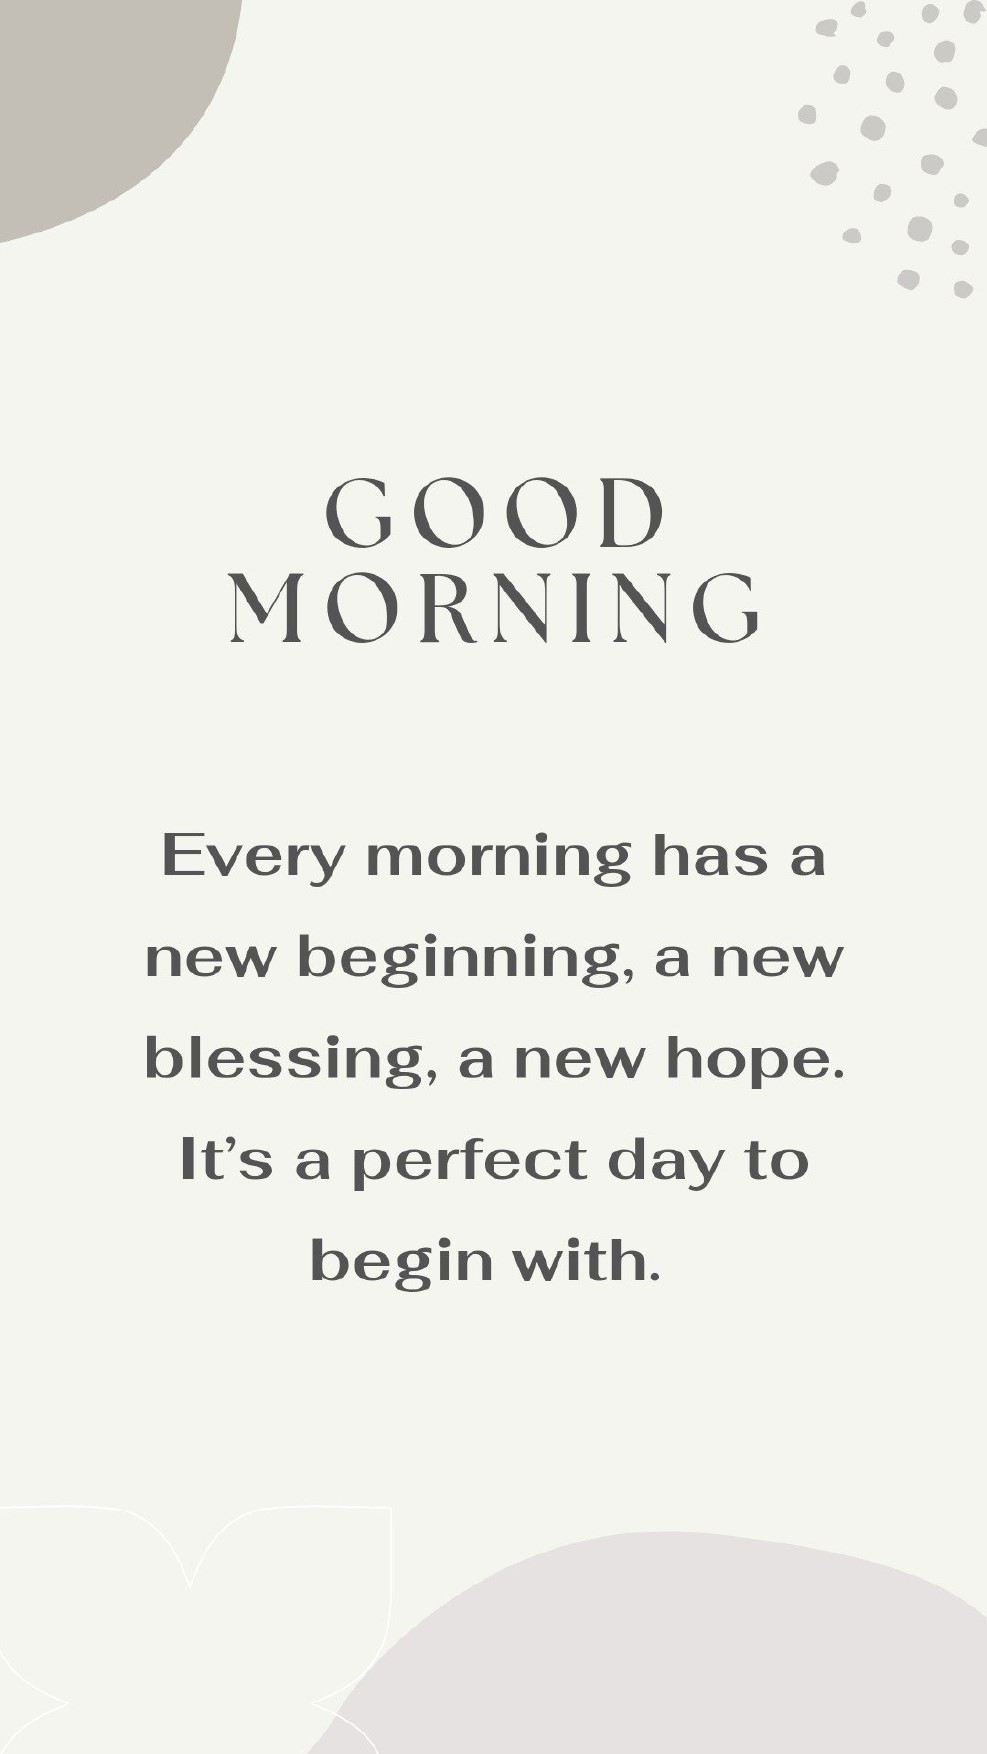 GOOD
MORNING
Every morning has a
new beginning, a new
blessing, a new hope.
It’s a perfect day to
begin with.